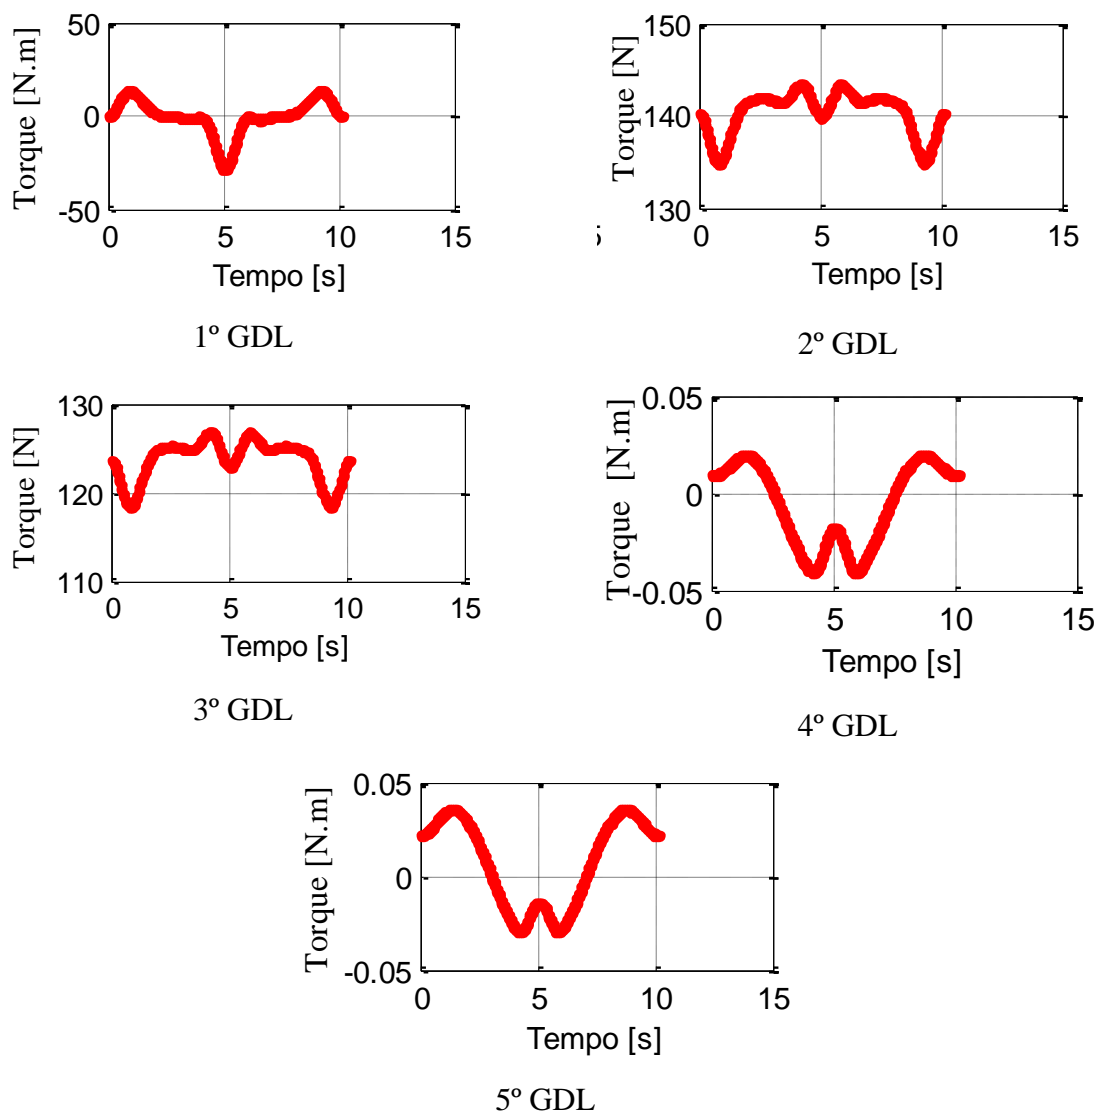 50
0
-50
Torque [N.m]
0 5 10 15
Tempo [s]
1º GDL
150
140
130
Torque [N]
0 5 10 15
Tempo [s]
2º GDL
130
120
110
Torque [N]
0 5 10 15
Tempo [s]
3º GDL
0.05
0
-0.05
Torque [N.m]
0 5 10 15
Tempo [s]
4º GDL
0.05
0
-0.05
Torque [N.m]
0 5 10 15
Tempo [s]
5º GDL